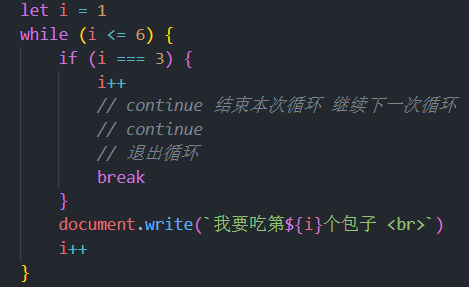 let i = 1
while (i <= 6) {
    if (i === 3) {
        i++
        // continue 结束本次循环 继续下一次循环
        // continue
        // 退出循环
        break
    }
    document.write(`我要吃第${i}个包子 <br>`)
    i++
}